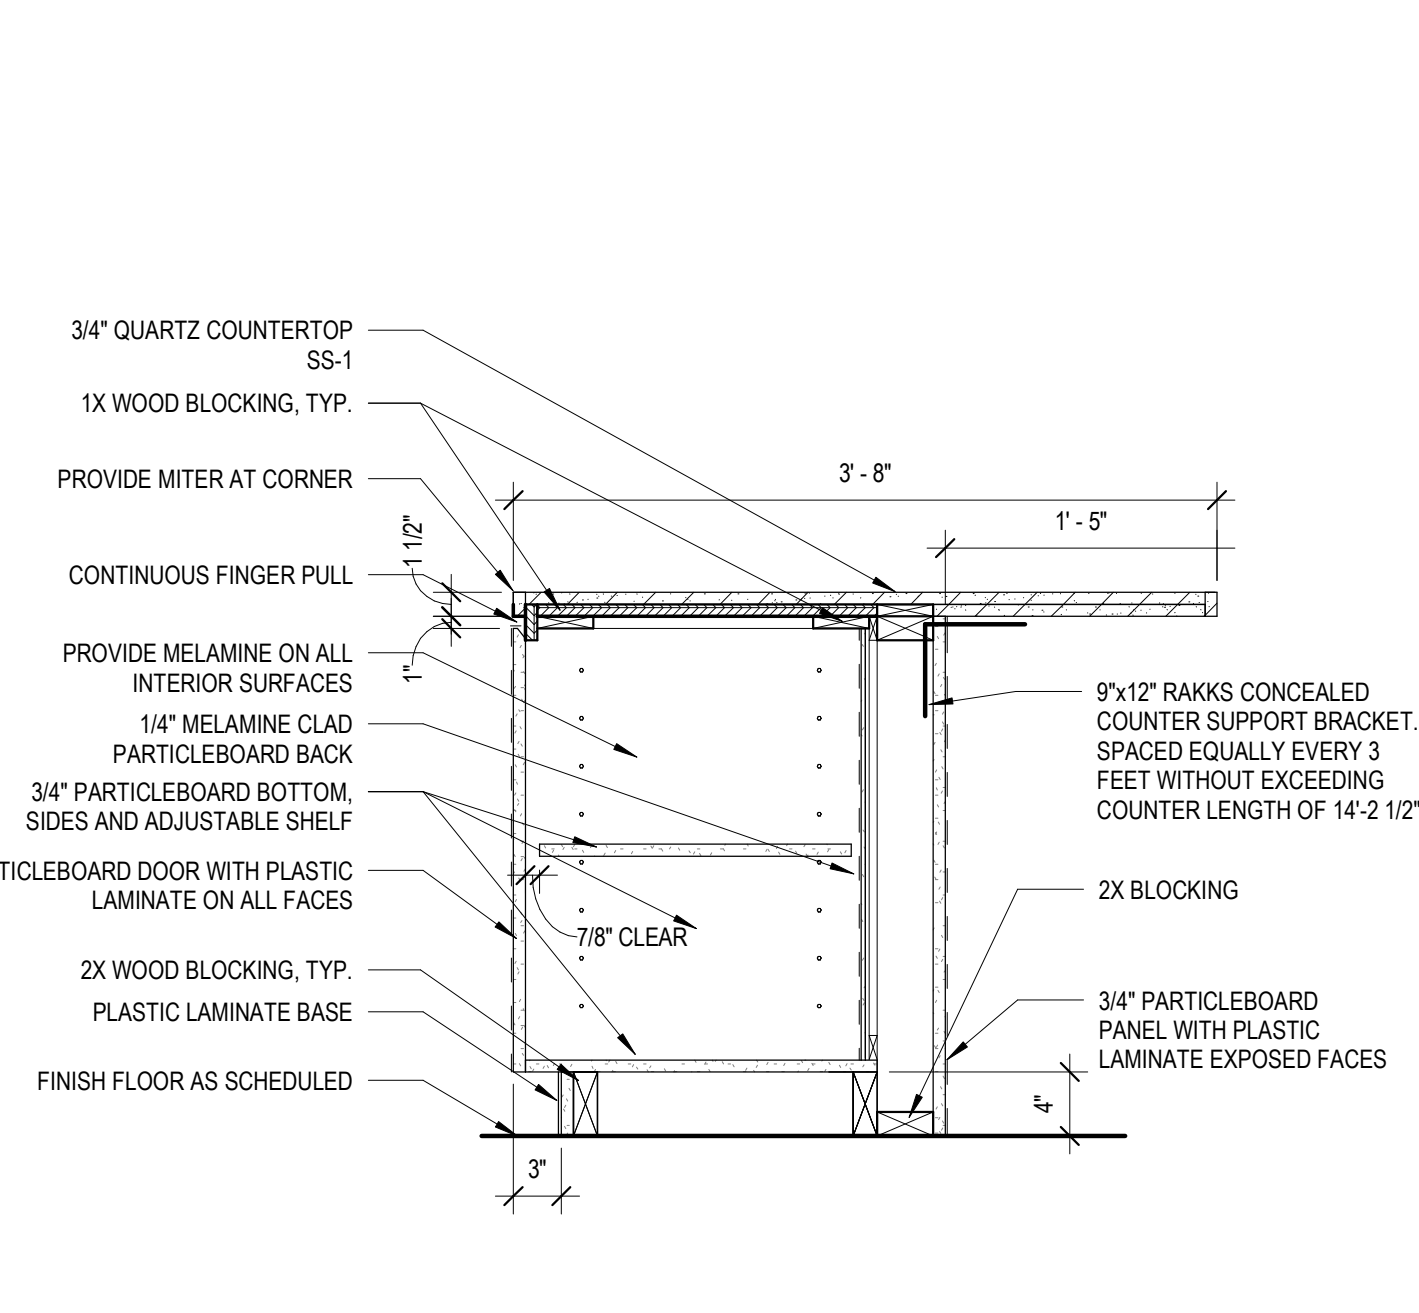 3/4" QUARTZ COUNTERTOP
SS-1
1X WOOD BLOCKING, TYP.
PROVIDE MITER AT CORNER
CONTINUOUS FINGER PULL
PROVIDE MELAMINE ON ALL
INTERIOR SURFACES
1/4" MELAMINE CLAD
PARTICLEBOARD BACK
3/4" PARTICLEBOARD BOTTOM,
SIDES AND ADJUSTABLE SHELF
TICLEBOARD DOOR WITH PLASTIC
LAMINATE ON ALL FACES
2X WOOD BLOCKING, TYP.
PLASTIC LAMINATE BASE
FINISH FLOOR AS SCHEDULED
1 1/2"
1"
3' - 8"
1' - 5"
7/8" CLEAR
3"
4"
9"x12" RAKKS CONCEALED
COUNTER SUPPORT BRACKET.
SPACED EQUALLY EVERY 3
FEET WITHOUT EXCEEDING
COUNTER LENGTH OF 14'-2 1/2"
2X BLOCKING
3/4" PARTICLEBOARD
PANEL WITH PLASTIC
LAMINATE EXPOSED FACES